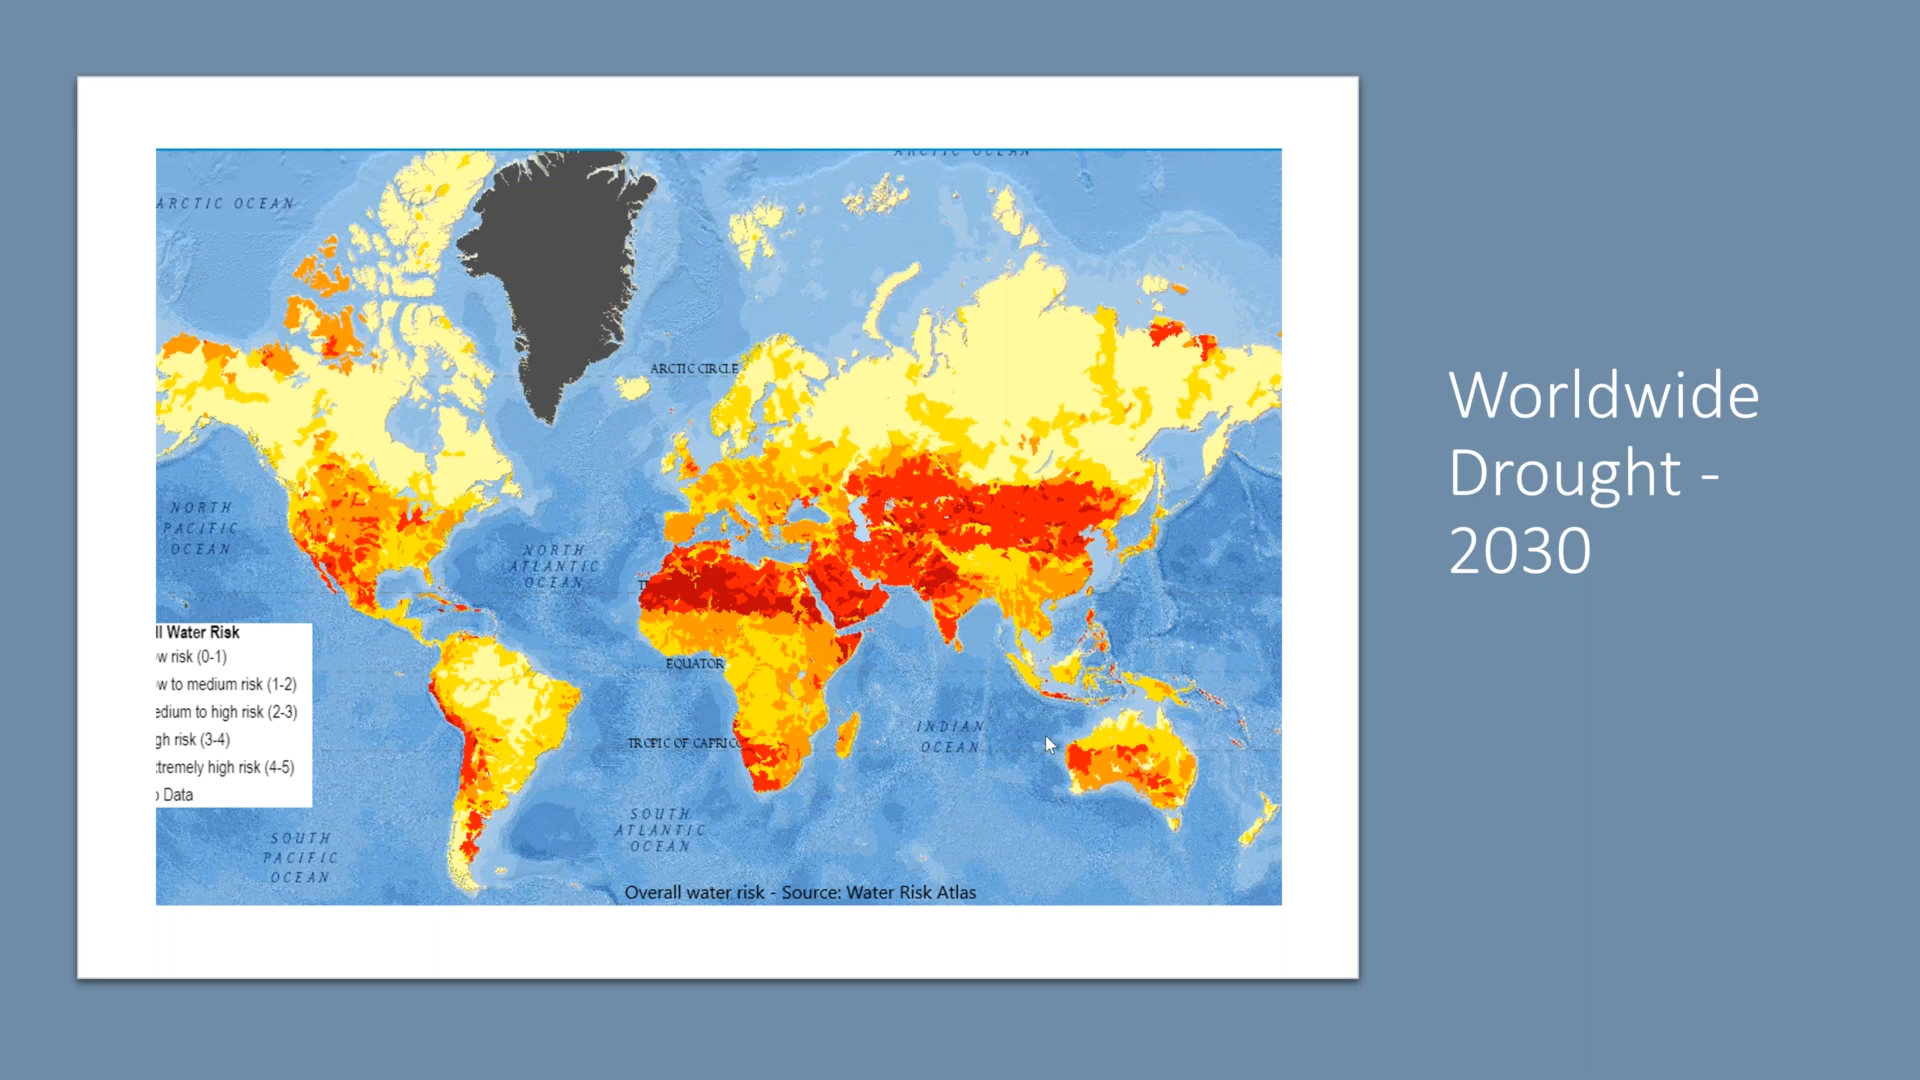 ARCTIC OCEAN
ARCTIC OCEAN
ARCTIC CIRCLE
NORTH
PACIFIC
OCEAN
NORTH
ATLANTIC
OCEAN
T
ll Water Risk
w risk (0-1)
w to medium risk (1-2)
edium to high risk (2-3)
gh risk (3-4)
xtremely high risk (4-5)
o Data
EQUATOR
TROPIC OF CAPRIC
INDIAN
OCEAN
SOUTH
PACIFIC
OCEAN
SOUTH
ATLANTIC
OCEAN
Overall water risk - Source: Water Risk Atlas
Worldwide
Drought -
2030